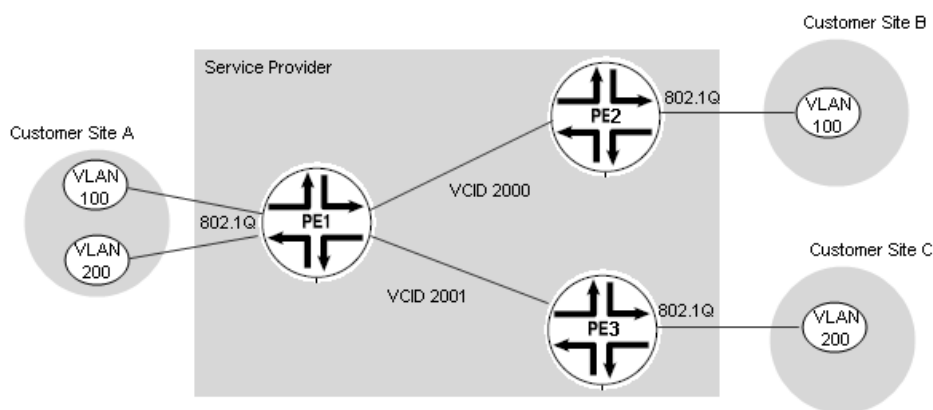 Customer Site B
Service Provider
802.1Q
PE2
VLAN
100
Customer Site A
VLAN
100
VCID 2000
802.1Q
PE1
VLAN
200
Customer Site C
VCID 2001
802.1Q
PE3
VLAN
200